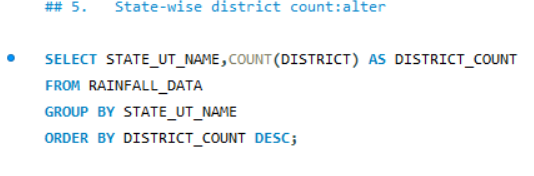 ## 5. State-wise district count:alter
SELECT STATE_UT_NAME,COUNT(DISTRICT) AS DISTRICT_COUNT
FROM RAINFALL_DATA
GROUP BY STATE_UT_NAME
ORDER BY DISTRICT_COUNT DESC;